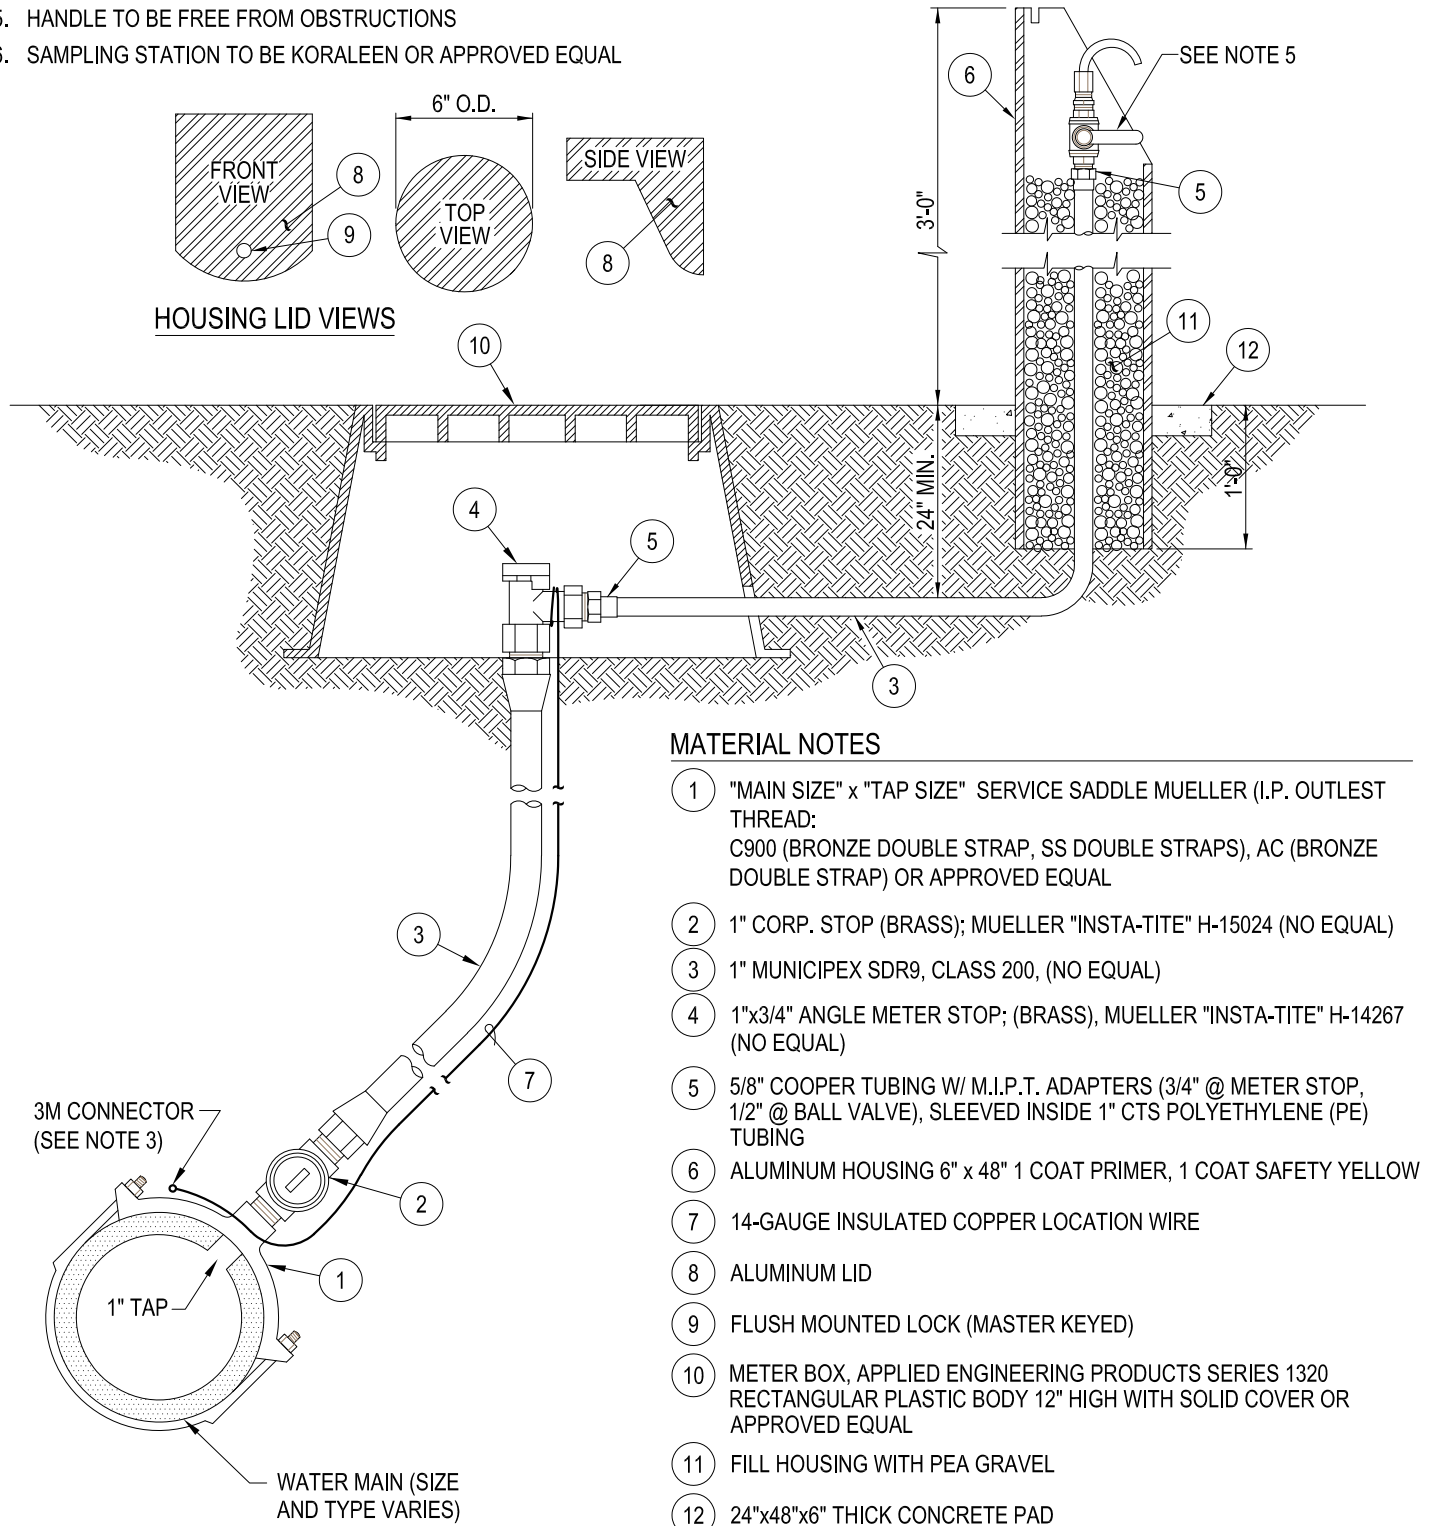 5. HANDLE TO BE FREE FROM OBSTRUCTIONS
6. SAMPLING STATION TO BE KORALEEN OR APPROVED EQUAL
6" O.D.
FRONT
VIEW
TOP
VIEW
SIDE VIEW
8
9
8
HOUSING LID VIEWS
6
SEE NOTE 5
5
3'-0"
11
12
10
24" MIN.
1'-0"
4
5
3
3
7
3M CONNECTOR
(SEE NOTE 3)
2
1
1" TAP
WATER MAIN (SIZE
AND TYPE VARIES)
MATERIAL NOTES
1 "MAIN SIZE" x "TAP SIZE" SERVICE SADDLE MUELLER (I.P. OUTLEST
THREAD:
C900 (BRONZE DOUBLE STRAP, SS DOUBLE STRAPS), AC (BRONZE
DOUBLE STRAP) OR APPROVED EQUAL
2 1" CORP. STOP (BRASS); MUELLER "INSTA-TITE" H-15024 (NO EQUAL)
3 1" MUNICIPEX SDR9, CLASS 200, (NO EQUAL)
4 1"x3/4" ANGLE METER STOP; (BRASS), MUELLER "INSTA-TITE" H-14267
(NO EQUAL)
5 5/8" COOPER TUBING W/ M.I.P.T. ADAPTERS (3/4" @ METER STOP,
1/2" @ BALL VALVE), SLEEVED INSIDE 1" CTS POLYETHYLENE (PE)
TUBING
6 ALUMINUM HOUSING 6" x 48" 1 COAT PRIMER, 1 COAT SAFETY YELLOW
7 14-GAUGE INSULATED COPPER LOCATION WIRE
8 ALUMINUM LID
9 FLUSH MOUNTED LOCK (MASTER KEYED)
10 METER BOX, APPLIED ENGINEERING PRODUCTS SERIES 1320
RECTANGULAR PLASTIC BODY 12" HIGH WITH SOLID COVER OR
APPROVED EQUAL
11 FILL HOUSING WITH PEA GRAVEL
12 24"x48"x6" THICK CONCRETE PAD